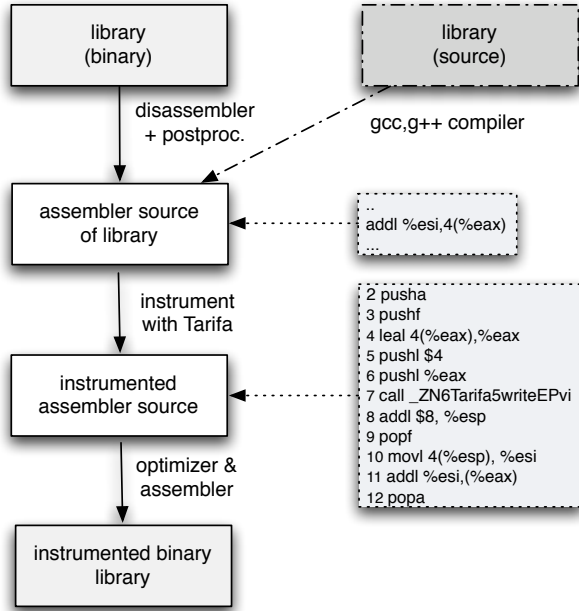 library
(binary)
library
(source)
disassembler
+ postproc.
gcc,g++ compiler
assembler source
of library
..
addl %esi,4(%eax)
...
instrument
with Tarifa
2 pusha
3 pushf
4 leal 4(%eax),%eax
5 pushl $4
6 pushl %eax
7 call _ZN6Tarifa5writeEPvi
8 addl $8, %esp
9 popf
10 movl 4(%esp), %esi
11 addl %esi,(%eax)
12 popa
instrumented
assembler source
optimizer &
assembler
instrumented binary
library